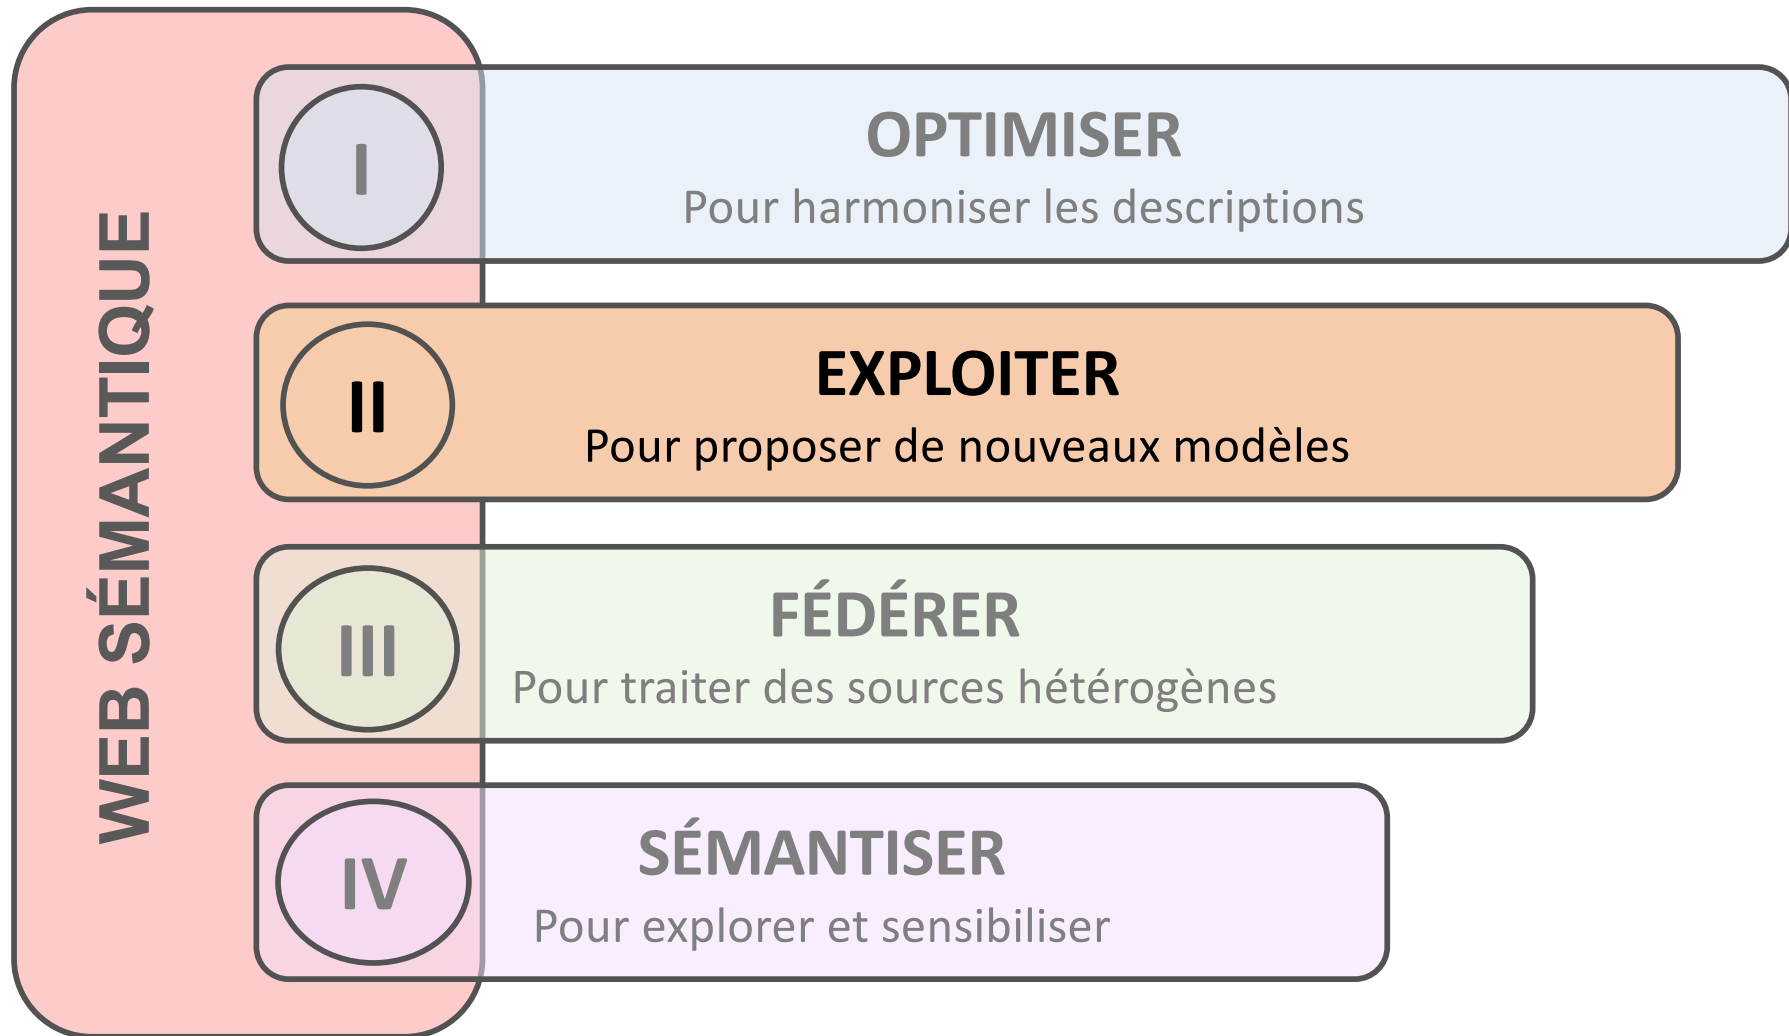 WEB SÉMANTIQUE
I
OPTIMISER
Pour harmoniser les descriptions
II
EXPLOITER
Pour proposer de nouveaux modèles
III
FÉDÉRER
Pour traiter des sources hétérogènes
IV
SÉMANTISER
Pour explorer et sensibiliser